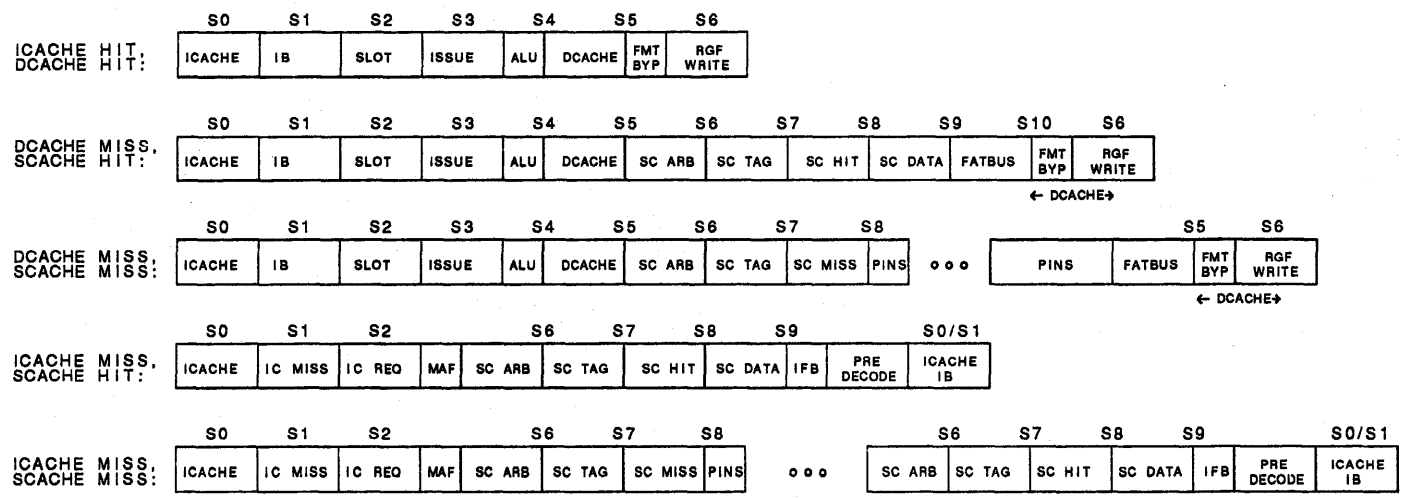 S0 S1 S2 S3 S4 S5 S6
ICACHE HIT,
DCACHE HIT:
ICACHE IB SLOT ISSUE ALU DCACHE FMT BYP RGF WRITE
S0 S1 S2 S3 S4 S5 S6 S7 S8 S9 S10 S6
DCACHE MISS,
SCACHE HIT:
ICACHE IB SLOT ISSUE ALU DCACHE SC ARB SC TAG SC HIT SC DATA FATBUS FMT BYP RGF WRITE
← DCACHE→
S0 S1 S2 S3 S4 S5 S6 S7 S8 S5 S6
DCACHE MISS,
SCACHE MISS:
ICACHE IB SLOT ISSUE ALU DCACHE SC ARB SC TAG SC MISS PINS o o o PINS FATBUS FMT BYP RGF WRITE
← DCACHE→
S0 S1 S2 S6 S7 S8 S9 S0/S1
ICACHE MISS,
SCACHE HIT:
ICACHE IC MISS IC REQ MAF SC ARB SC TAG SC HIT SC DATA IFB PRE DECODE ICACHE IB
S0 S1 S2 S6 S7 S8 S6 S7 S8 S9 S0/S1
ICACHE MISS,
SCACHE MISS:
ICACHE IC MISS IC REQ MAF SC ARB SC TAG SC MISS PINS o o o SC ARB SC TAG SC HIT SC DATA IFB PRE DECODE ICACHE IB